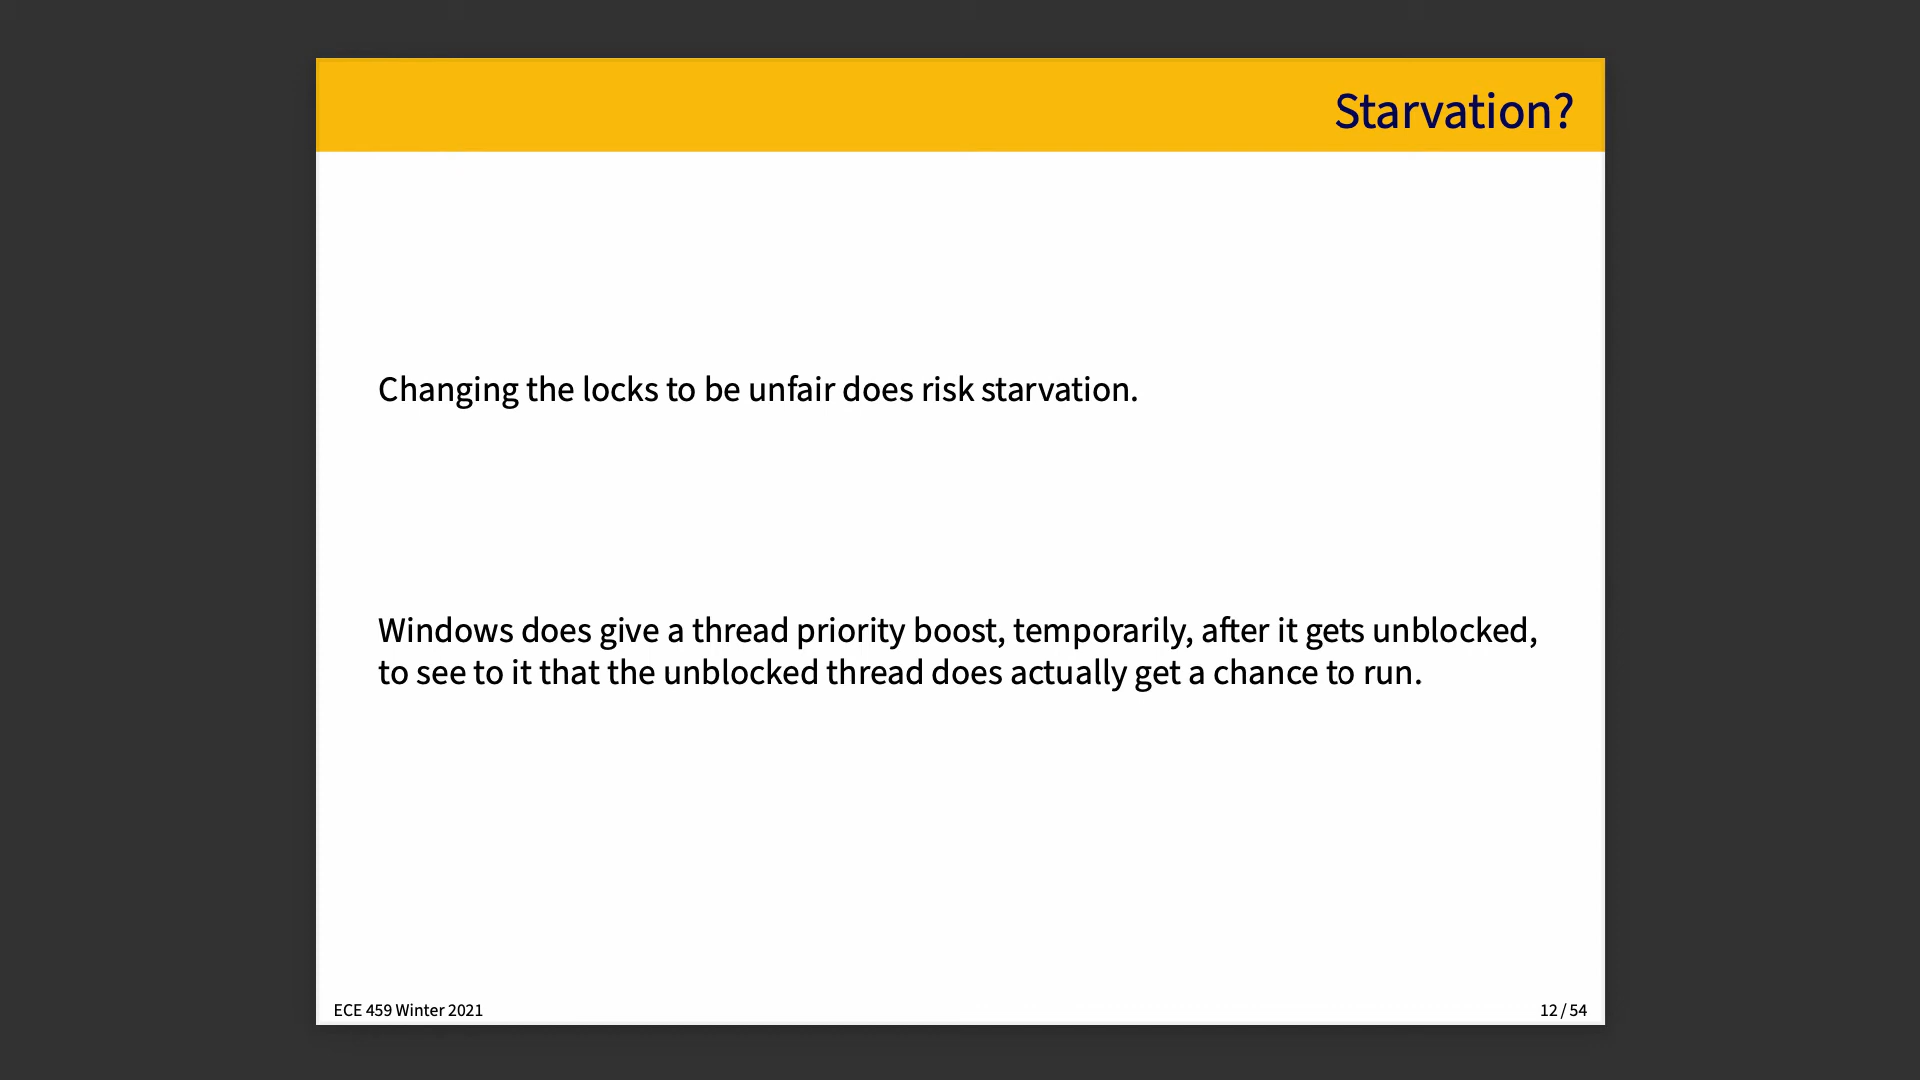 Starvation?
Changing the locks to be unfair does risk starvation.
Windows does give a thread priority boost, temporarily, after it gets unblocked,
to see to it that the unblocked thread does actually get a chance to run.
ECE 459 Winter 2021
12 / 54